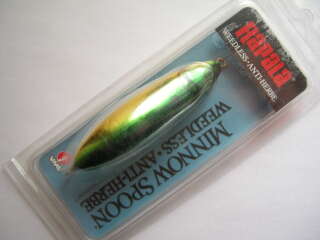 RAPALA
WEEDLESS • ANTI-HERBE
MINNOW SPOON
WEEDLESS • ANTI-HERBE